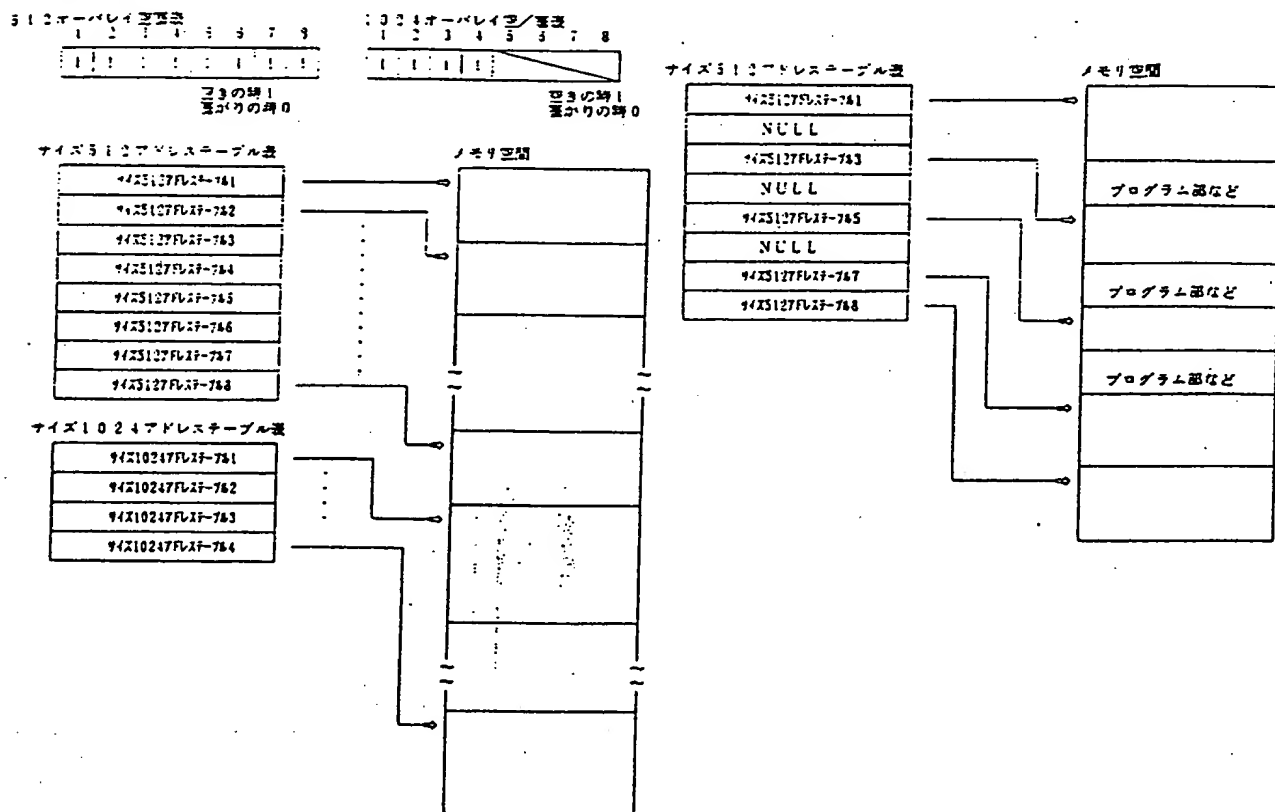 512オーバレイ空塞表
1 2 3 4 5 6 7 8
1 1 1 1 1 1 1 1
空きの時1
塞がりの時0
1024オーバレイ空/塞表
1 2 3 4 5 6 7 8
1 1 1 1
空きの時1
塞がりの時0
サイズ512アドレステーブル表
サイズ512アドレステーブル1
サイズ512アドレステーブル2
サイズ512アドレステーブル3
サイズ512アドレステーブル4
サイズ512アドレステーブル5
サイズ512アドレステーブル6
サイズ512アドレステーブル7
サイズ512アドレステーブル8
サイズ1024アドレステーブル表
サイズ1024アドレステーブル1
サイズ1024アドレステーブル2
サイズ1024アドレステーブル3
サイズ1024アドレステーブル4
メモリ空間
サイズ512アドレステーブル表
サイズ512アドレステーブル1
NULL
サイズ512アドレステーブル3
NULL
サイズ512アドレステーブル5
NULL
サイズ512アドレステーブル7
サイズ512アドレステーブル8
メモリ空間
プログラム部など
プログラム部など
プログラム部など